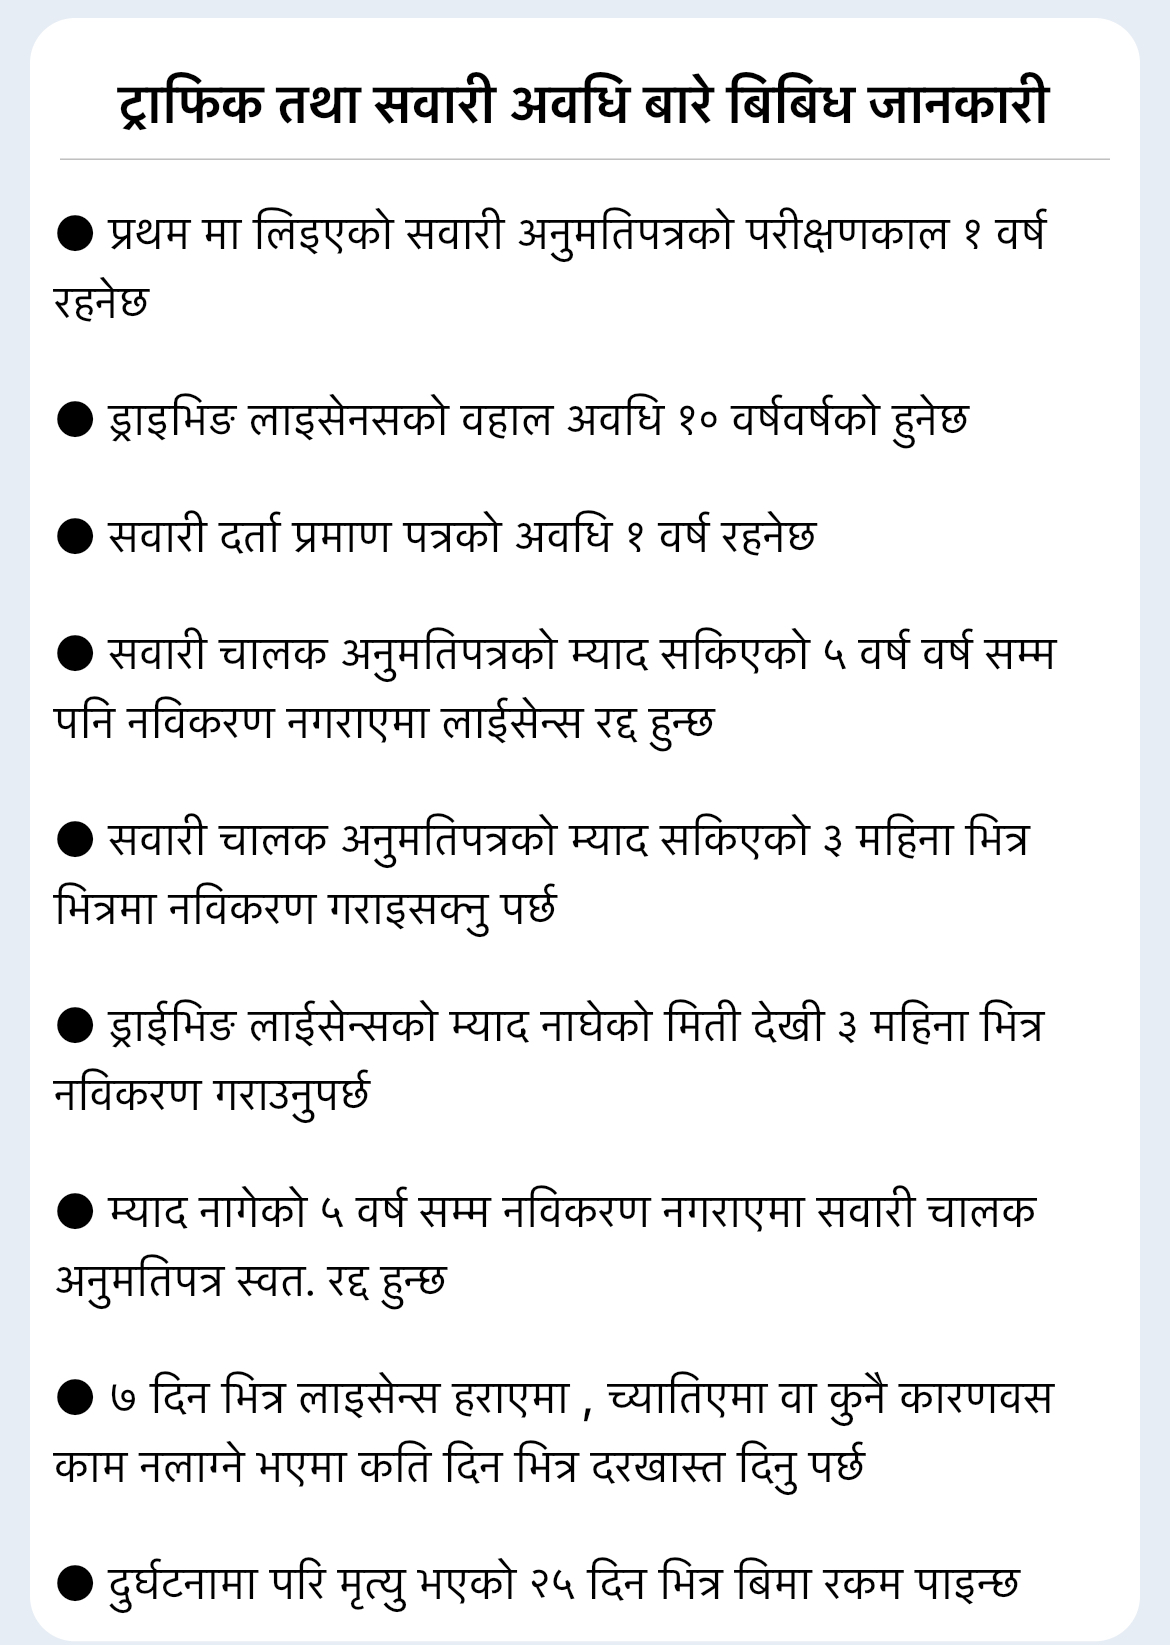 ट्राफिक तथा सवारी अवधि बारे बिबिध जानकारी
● प्रथम मा लिइएको सवारी अनुमतिपत्रको परीक्षणकाल १ वर्ष
रहनेछ
● ड्राइभिङ लाइसेनसको वहाल अवधि १० वर्षवर्षको हुनेछ
● सवारी दर्ता प्रमाण पत्रको अवधि १ वर्ष रहनेछ
● सवारी चालक अनुमतिपत्रको म्याद सकिएको ५ वर्ष वर्ष सम्म
पनि नविकरण नगराएमा लाईसेन्स रद्द हुन्छ
● सवारी चालक अनुमतिपत्रको म्याद सकिएको ३ महिना भित्र
भित्रमा नविकरण गराइसक्नु पर्छ
● ड्राईभिङ लाईसेन्सको म्याद नाघेको मिती देखी ३ महिना भित्र
नविकरण गराउनुपर्छ
● म्याद नागेको ५ वर्ष सम्म नविकरण नगराएमा सवारी चालक
अनुमतिपत्र स्वत. रद्द हुन्छ
● ७ दिन भित्र लाइसेन्स हराएमा , च्यातिएमा वा कुनै कारणवस
काम नलाग्ने भएमा कति दिन भित्र दरखास्त दिनु पर्छ
● दुर्घटनामा परि मृत्यु भएको २५ दिन भित्र बिमा रकम पाइन्छ